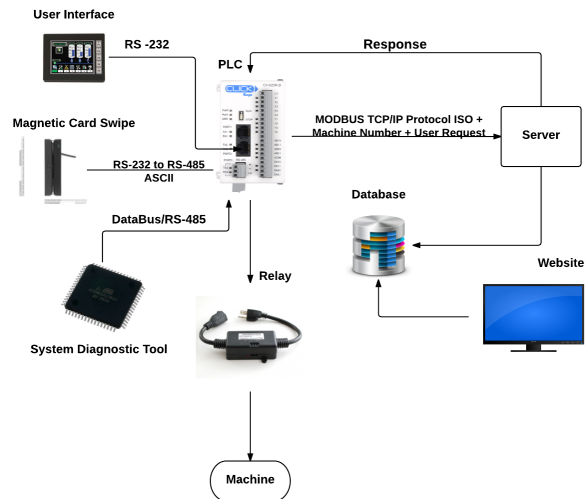 User Interface
RS -232
Response
PLC
CLICK
Magnetic Card Swipe
MODBUS TCP/IP Protocol ISO +
Machine Number + User Request
Server
RS-232 to RS-485
ASCII
Database
DataBus/RS-485
Website
Relay
System Diagnostic Tool
Machine